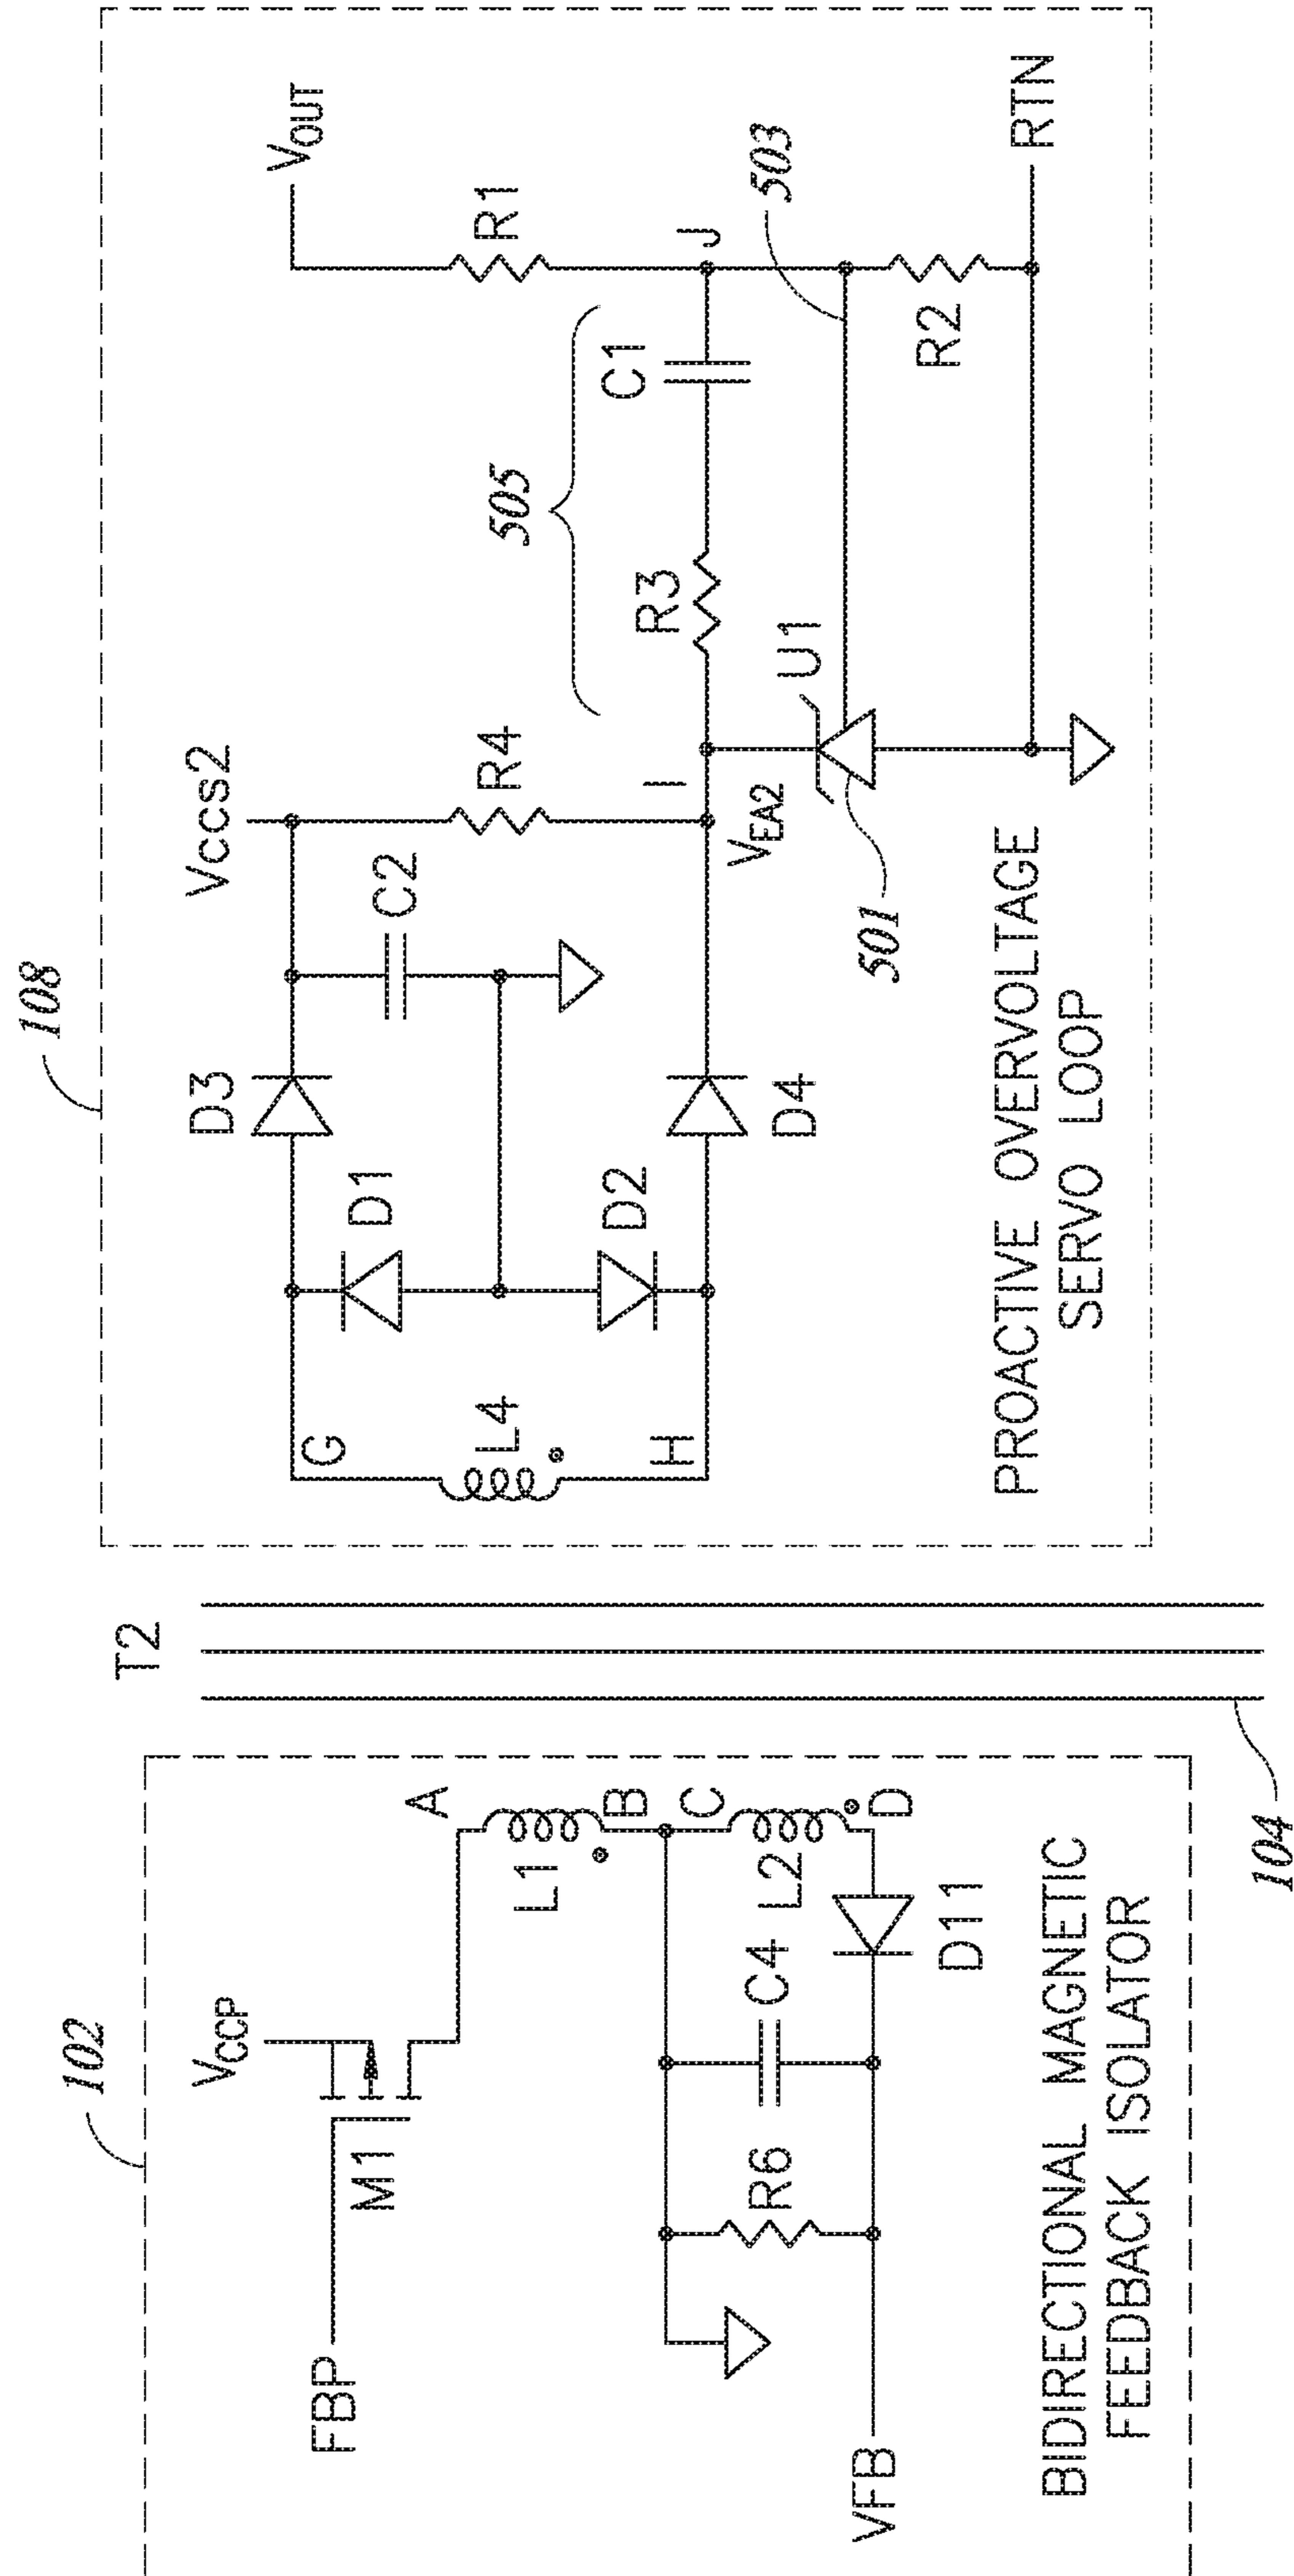 102
VCCP
FBP
M1
A
L1
B
C
L2
D
C4
R6
D11
VFB
BIDIRECTIONAL MAGNETIC
FEEDBACK ISOLATOR
T2
104
108
G
L4
H
D1
D2
D3
D4
C2
Vccs2
R4
I
VEA2
505
R3
C1
VOUT
R1
J
503
U1
501
R2
RTN
PROACTIVE OVERVOLTAGE
SERVO LOOP